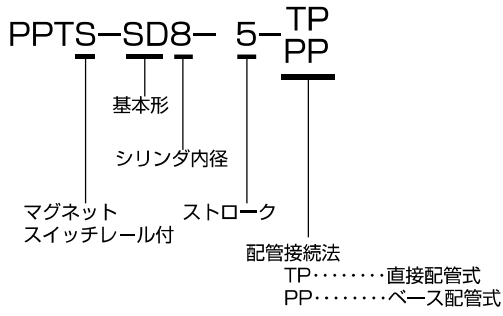 PPTS－SD8－ 5－TP
PP
基本形
シリンダ内径
マグネット
スイッチレール付
ストローク
配管接続法
TP････････直接配管式
PP････････ベース配管式